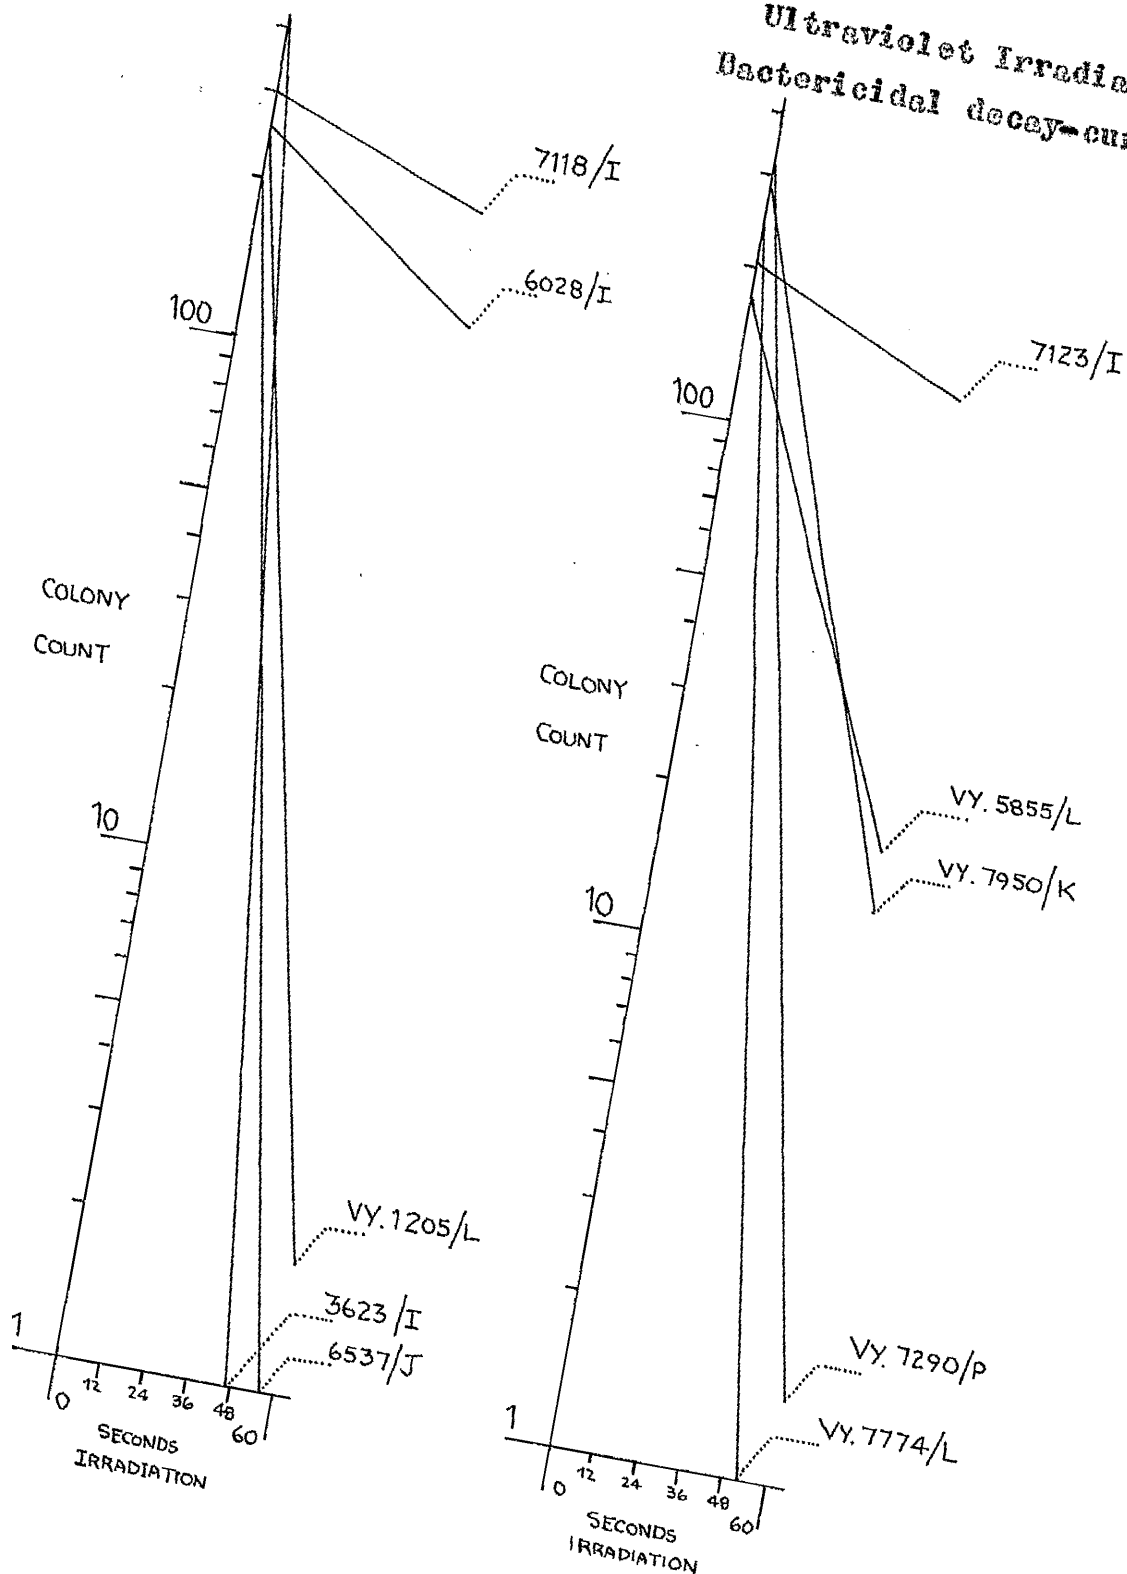 Ultraviolet Irradia
Bactericidal decay-cur
7118/I
6028/I
100
COLONY
COUNT
10
VY. 1205/L
3623/I
6537/J
1
0
12
24
36
48
60
SECONDS
IRRADIATION
7123/I
100
COLONY
COUNT
VY. 5855/L
VY. 7950/K
10
VY. 7290/P
VY. 7774/L
1
0
12
24
36
48
60
SECONDS
IRRADIATION